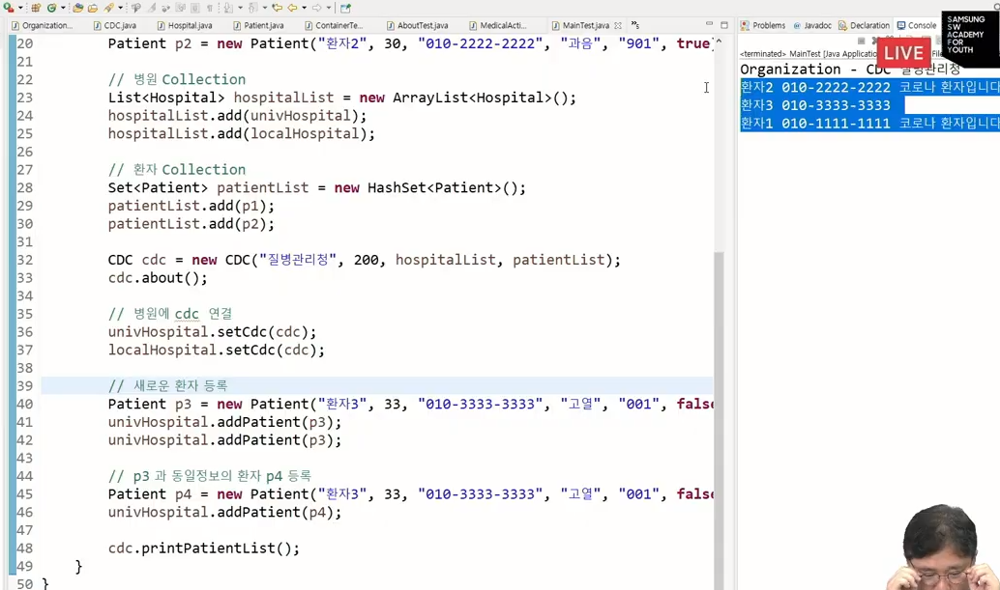 Organization... CDC.java Hospital.java Patient.java ContainerTe... AboutTest.java MedicalActi... MainTest.java
Problems Javadoc Declaration Console
SAMSUNG
SW
ACADEMY
FOR
YOUTH
LIVE
<terminated> MainTest [Java Applicatio
20 Patient p2 = new Patient("환자2", 30, "010-2222-2222", "과음", "901", true)
21
22 // 병원 Collection
23 List<Hospital> hospitalList = new ArrayList<Hospital>();
24 hospitalList.add(univHospital);
25 hospitalList.add(localHospital);
26
27 // 환자 Collection
28 Set<Patient> patientList = new HashSet<Patient>();
29 patientList.add(p1);
30 patientList.add(p2);
31
32 CDC cdc = new CDC("질병관리청", 200, hospitalList, patientList);
33 cdc.about();
34
35 // 병원에 cdc 연결
36 univHospital.setCdc(cdc);
37 localHospital.setCdc(cdc);
38
39 // 새로운 환자 등록
40 Patient p3 = new Patient("환자3", 33, "010-3333-3333", "고열", "001", false
41 univHospital.addPatient(p3);
42 univHospital.addPatient(p3);
43
44 // p3 과 동일정보의 환자 p4 등록
45 Patient p4 = new Patient("환자3", 33, "010-3333-3333", "고열", "001", false
46 univHospital.addPatient(p4);
47
48 cdc.printPatientList();
49 }
50 }
Organization - CDC 질병관리청
환자2 010-2222-2222 코로나 환자입니다
환자3 010-3333-3333
환자1 010-1111-1111 코로나 환자입니다